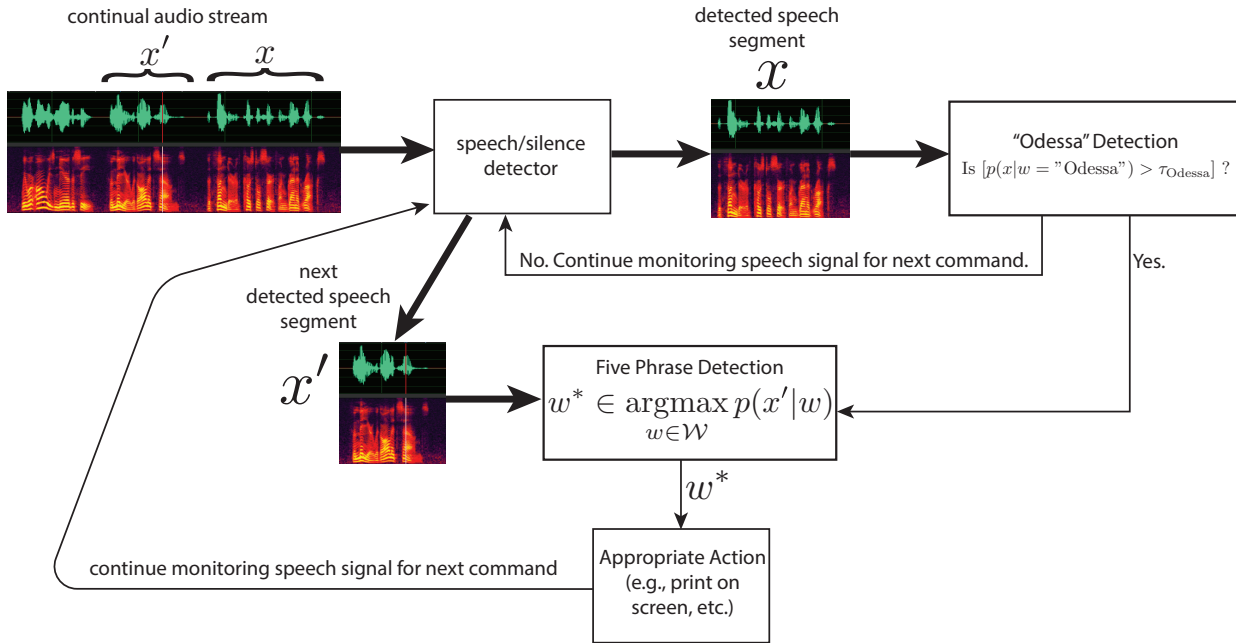 continual audio stream
x′
x
detected speech
segment
x
speech/silence
detector
“Odessa” Detection
Is [p(x|w = ”Odessa”) > τ_Odessa] ?
No. Continue monitoring speech signal for next command.
Yes.
next
detected speech
segment
x′
Five Phrase Detection
w* ∈ argmax p(x′|w)
w∈𝒲
w*
Appropriate Action
(e.g., print on
screen, etc.)
continue monitoring speech signal for next command